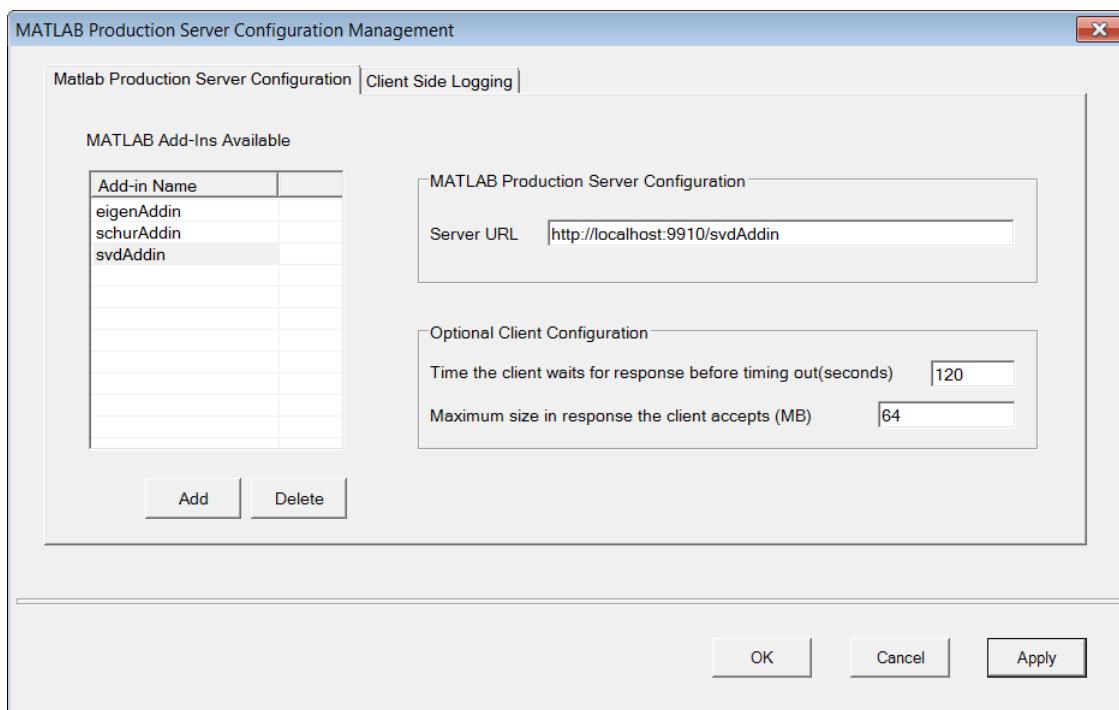 MATLAB Production Server Configuration Management
Matlab Production Server Configuration
Client Side Logging
MATLAB Add-Ins Available
Add-in Name
eigenAddin
schurAddin
svdAddin
Add
Delete
MATLAB Production Server Configuration
Server URL http://localhost:9910/svdAddin
Optional Client Configuration
Time the client waits for response before timing out(seconds) 120
Maximum size in response the client accepts (MB) 64
OK
Cancel
Apply